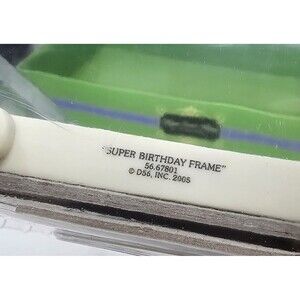 "SUPER BIRTHDAY FRAME"
56.67801
© D56, INC. 2005